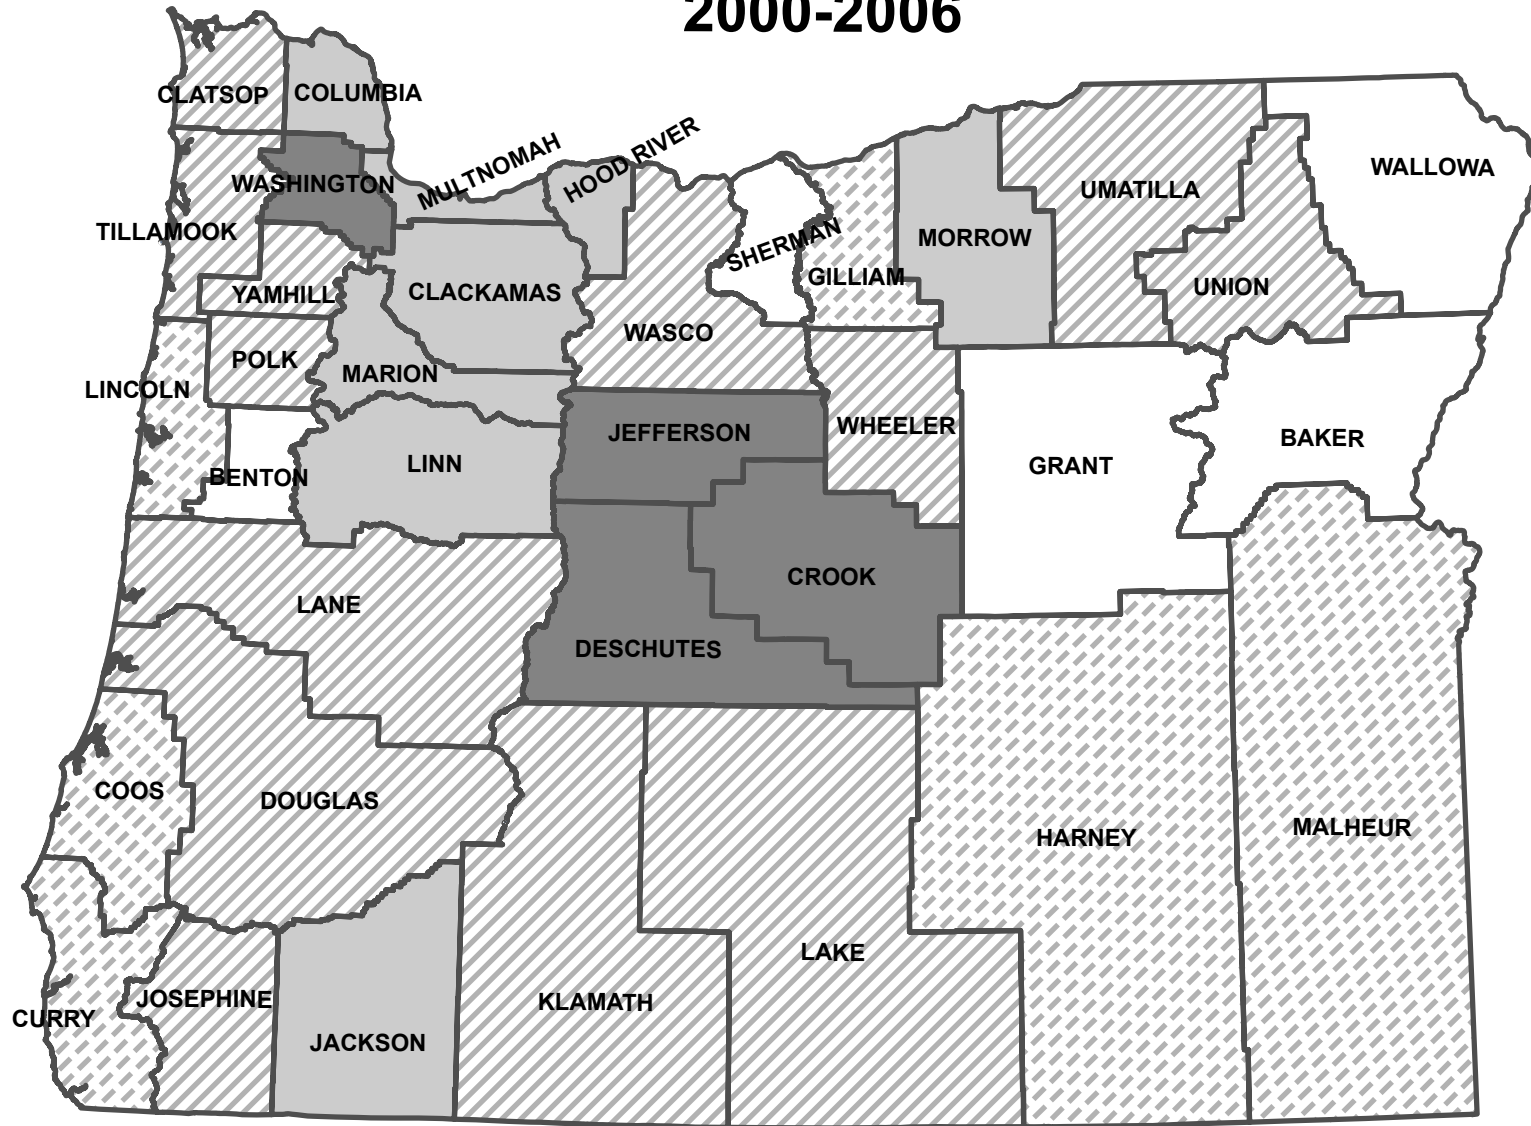 2000-2006
CLATSOP
COLUMBIA
MULTNOMAH
HOOD RIVER
WALLOWA
WASHINGTON
UMATILLA
TILLAMOOK
SHERMAN
MORROW
GILLIAM
UNION
YAMHILL
CLACKAMAS
WASCO
POLK
MARION
LINCOLN
JEFFERSON
WHEELER
BAKER
GRANT
LINN
BENTON
CROOK
LANE
DESCHUTES
COOS
DOUGLAS
MALHEUR
HARNEY
LAKE
JOSEPHINE
KLAMATH
CURRY
JACKSON